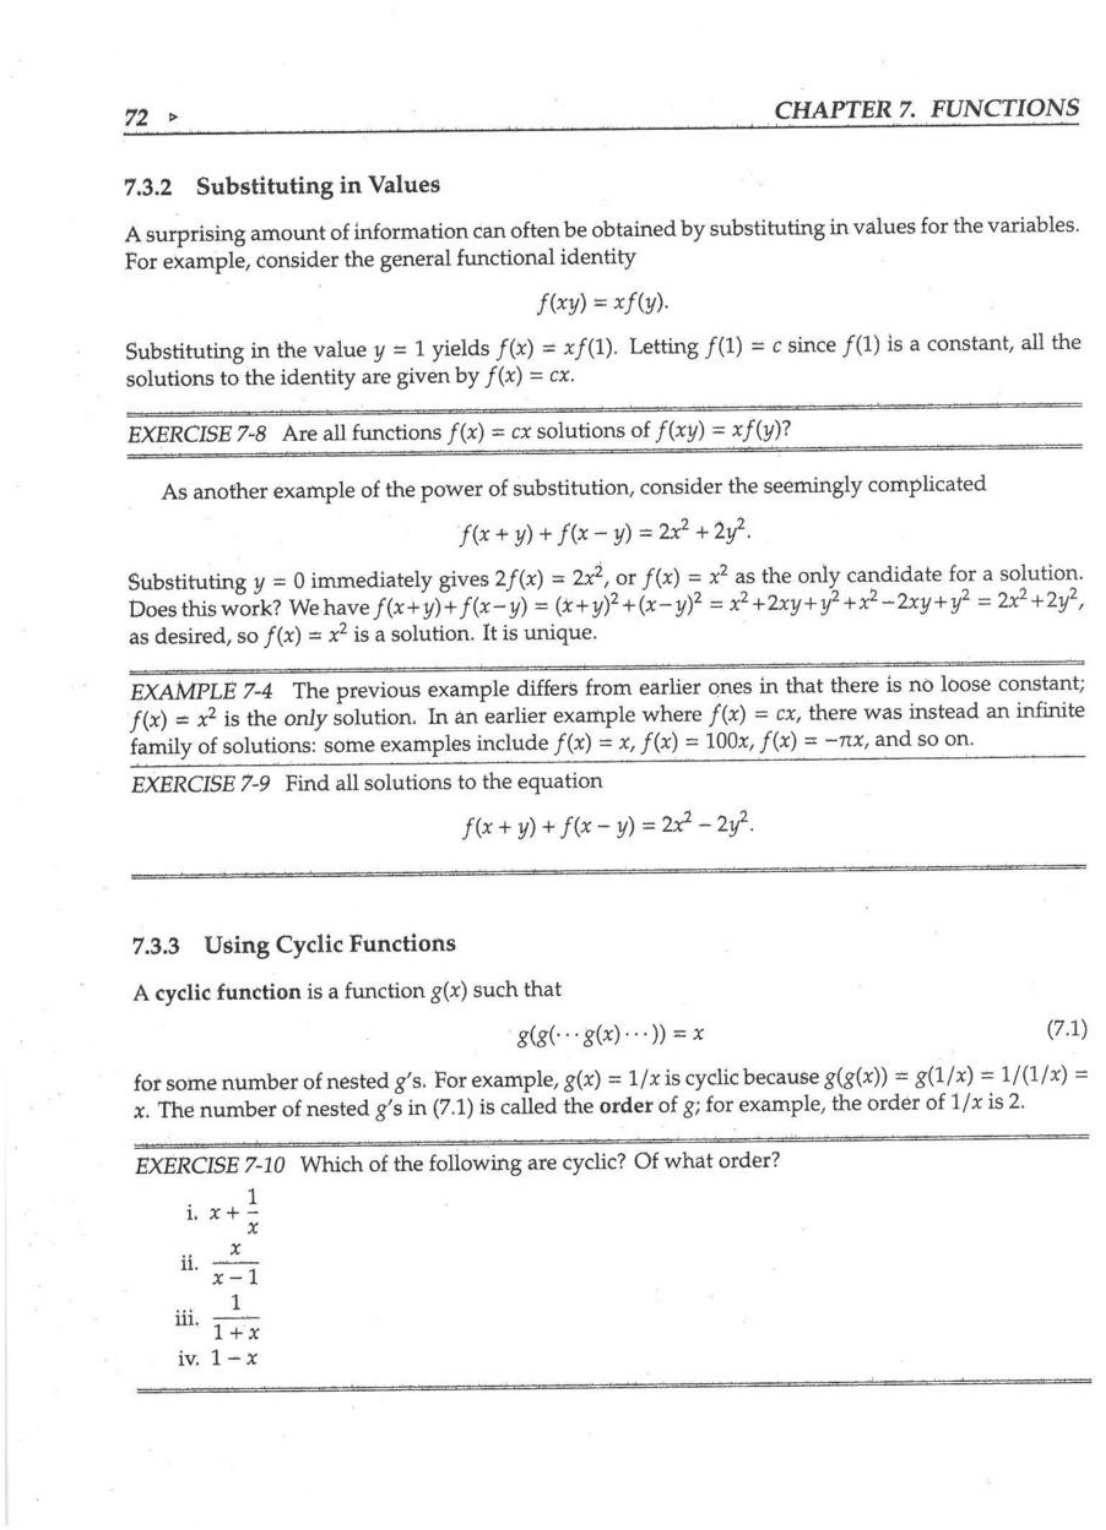 72 ▹ CHAPTER 7. FUNCTIONS
7.3.2 Substituting in Values
A surprising amount of information can often be obtained by substituting in values for the variables.
For example, consider the general functional identity
f(xy) = xf(y).
Substituting in the value y = 1 yields f(x) = xf(1). Letting f(1) = c since f(1) is a constant, all the
solutions to the identity are given by f(x) = cx.
EXERCISE 7-8 Are all functions f(x) = cx solutions of f(xy) = xf(y)?
As another example of the power of substitution, consider the seemingly complicated
f(x + y) + f(x − y) = 2x² + 2y².
Substituting y = 0 immediately gives 2f(x) = 2x², or f(x) = x² as the only candidate for a solution.
Does this work? We have f(x+y)+f(x−y) = (x+y)²+(x−y)² = x²+2xy+y²+x²−2xy+y² = 2x²+2y²,
as desired, so f(x) = x² is a solution. It is unique.
EXAMPLE 7-4 The previous example differs from earlier ones in that there is no loose constant;
f(x) = x² is the only solution. In an earlier example where f(x) = cx, there was instead an infinite
family of solutions: some examples include f(x) = x, f(x) = 100x, f(x) = −πx, and so on.
EXERCISE 7-9 Find all solutions to the equation
f(x + y) + f(x − y) = 2x² − 2y².
7.3.3 Using Cyclic Functions
A cyclic function is a function g(x) such that
g(g(···g(x)···)) = x (7.1)
for some number of nested g's. For example, g(x) = 1/x is cyclic because g(g(x)) = g(1/x) = 1/(1/x) =
x. The number of nested g's in (7.1) is called the order of g; for example, the order of 1/x is 2.
EXERCISE 7-10 Which of the following are cyclic? Of what order?
i. x + 1/x
ii. x/(x − 1)
iii. 1/(1 + x)
iv. 1 − x